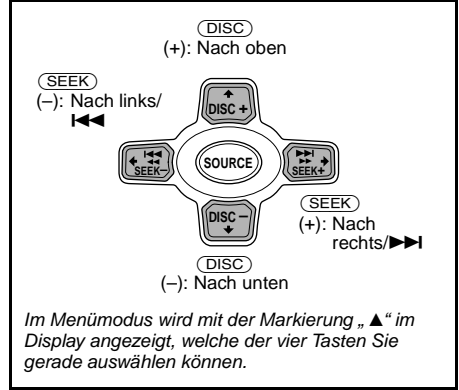 DISC
(+): Nach oben
SEEK
(–): Nach links/
⏮
DISC +
SEEK–
SOURCE
SEEK+
DISC –
SEEK
(+): Nach
rechts/⏭
DISC
(–): Nach unten
Im Menümodus wird mit der Markierung „ ▲“ im
Display angezeigt, welche der vier Tasten Sie
gerade auswählen können.